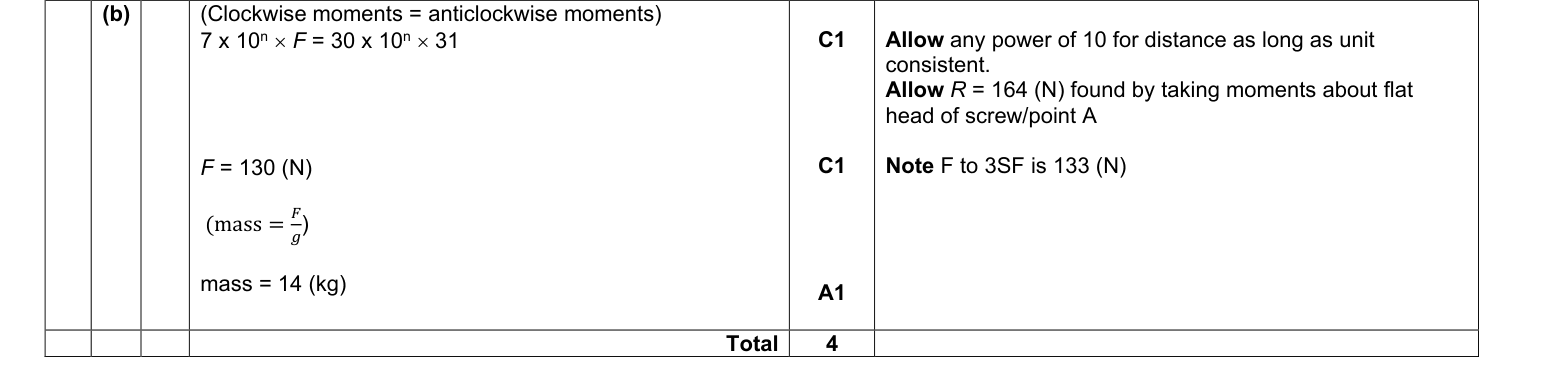 (b) (Clockwise moments = anticlockwise moments)
7 x 10ⁿ × F = 30 x 10ⁿ × 31 C1 Allow any power of 10 for distance as long as unit
consistent.
Allow R = 164 (N) found by taking moments about flat
head of screw/point A
F = 130 (N) C1 Note F to 3SF is 133 (N)
(mass = F/g)
mass = 14 (kg) A1
Total 4